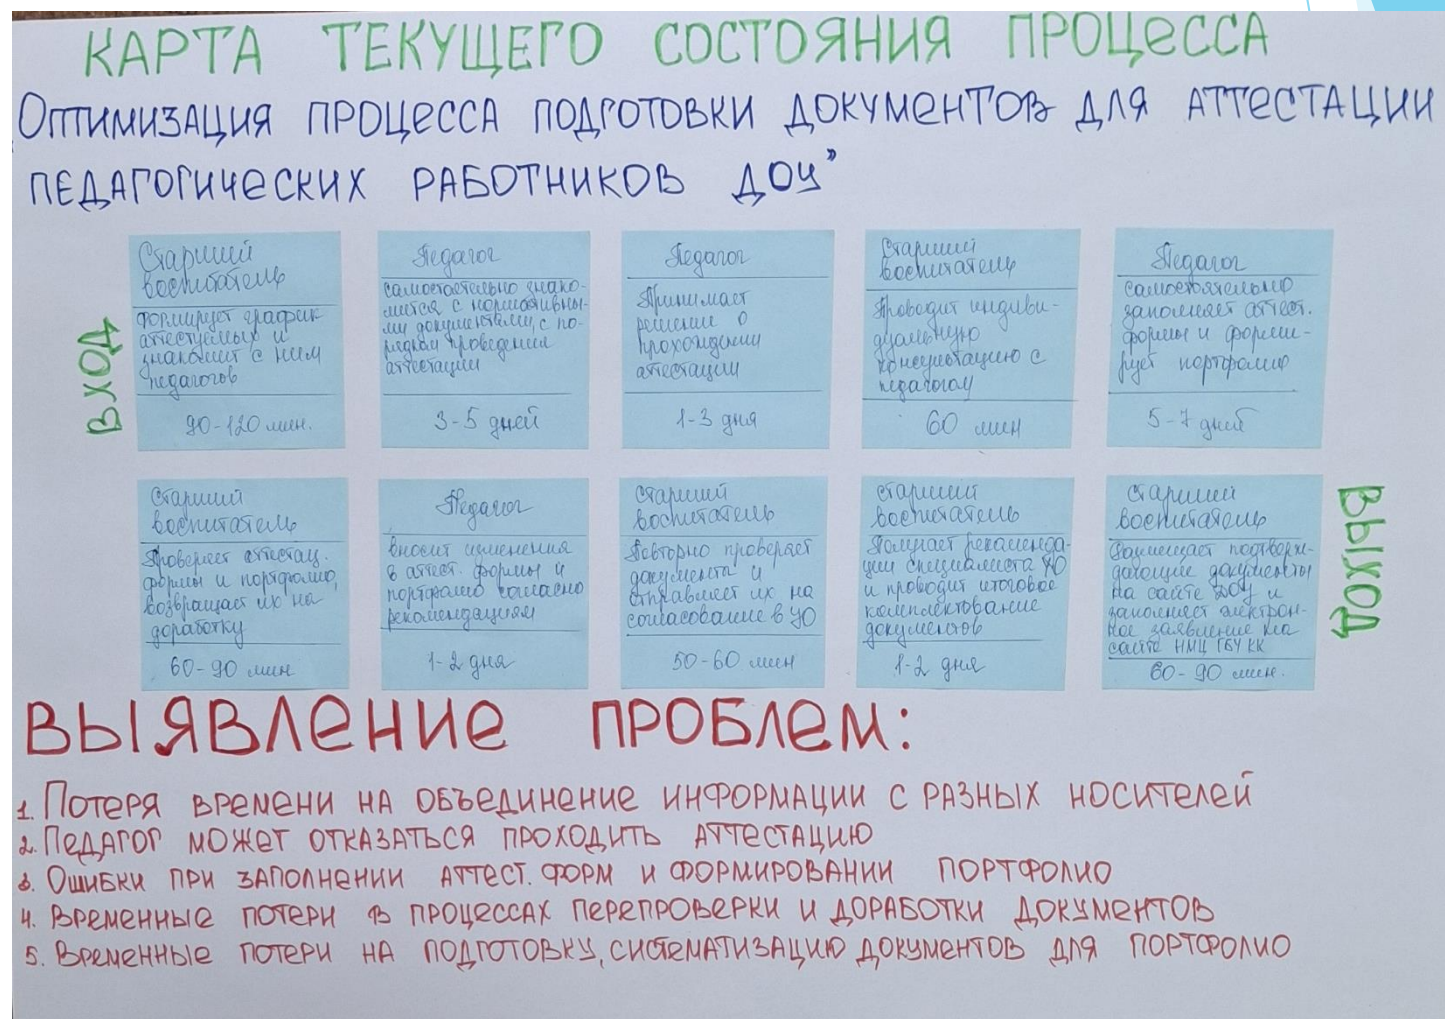 КАРТА ТЕКУЩЕГО СОСТОЯНИЯ ПРОЦЕССА
Оптимизация процесса подготовки документов для аттестации
педагогических работников ДОУ"
ВХОД
Старший
воспитатель
формирует график
аттестуемых и
знакомит с ним
педагогов
90-120 мин.
Педагог
самостоятельно знако-
мится с нормативны-
ми документами, с по-
рядком проведения
аттестации
3-5 дней
Педагог
Принимает
решение о
прохождении
аттестации
1-3 дня
Старший
воспитатель
Проводит индиви-
дуальную
консультацию с
педагогом
60 мин
Педагог
самостоятельно
заполняет аттест.
формы и форми-
рует портфолио
5-7 дней
Старший
воспитатель
Проверяет аттестац.
формы и портфолио,
возвращает их на
доработку
60-90 мин
Педагог
вносит изменения
в аттест. формы и
портфолио согласно
рекомендациям
1-2 дня
старший
воспитатель
Повторно проверяет
документы и
отправляет их на
согласование в УО
50-60 мин
старший
воспитатель
Получает рекоменда-
ции специалиста УО
и проводит итоговое
комплектование
документов
1-2 дня
старший
воспитатель
Размещает подтверж-
дающие документы
на сайте ДОУ и
заполняет электрон-
ное заявление на
сайте НМЦ ГБУ КК
60-90 мин.
ВЫХОД
Выявление проблем:
1. Потеря времени на объединение информации с разных носителей
2. Педагог может отказаться проходить аттестацию
3. Ошибки при заполнении аттест. форм и формировании портфолио
4. Временные потери в процессах перепроверки и доработки документов
5. Временные потери на подготовку, систематизацию документов для портфолио